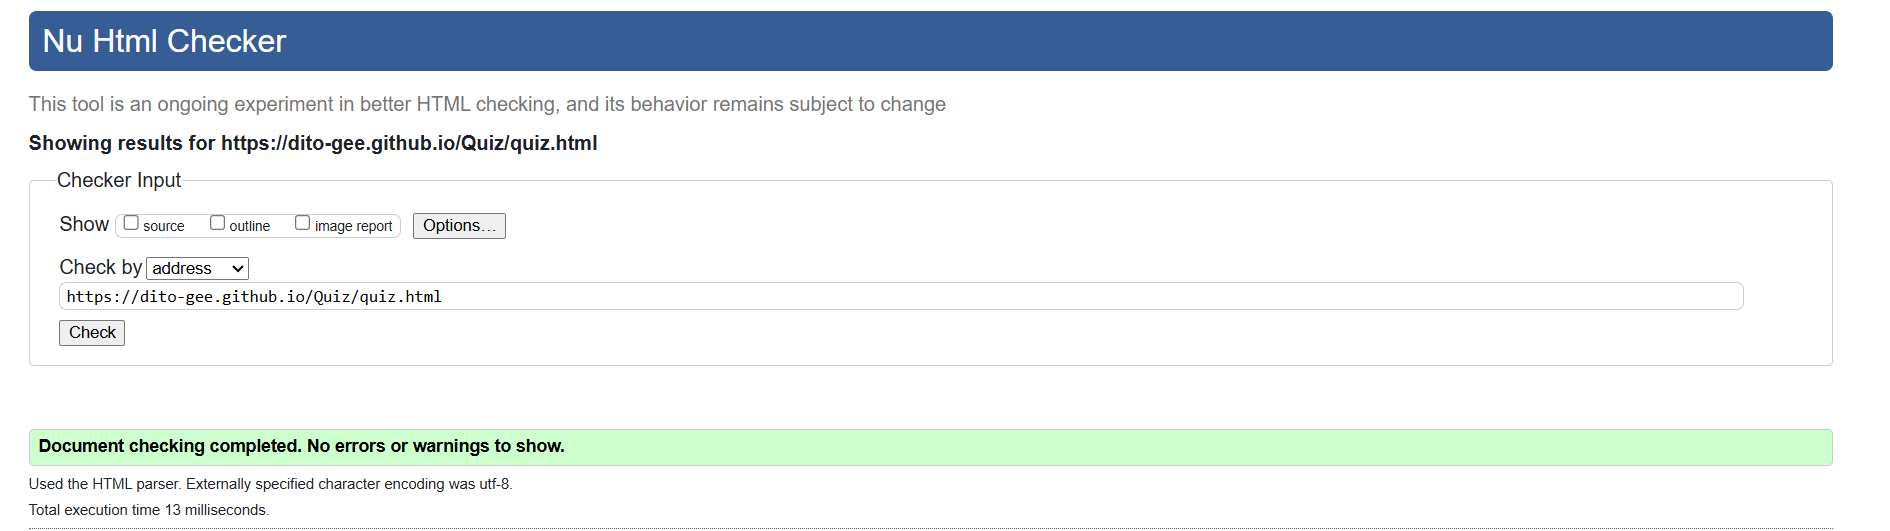 Nu Html Checker
This tool is an ongoing experiment in better HTML checking, and its behavior remains subject to change
Showing results for https://dito-gee.github.io/Quiz/quiz.html
Checker Input
Show source outline image report Options…
Check by address
https://dito-gee.github.io/Quiz/quiz.html
Check
Document checking completed. No errors or warnings to show.
Used the HTML parser. Externally specified character encoding was utf-8.
Total execution time 13 milliseconds.